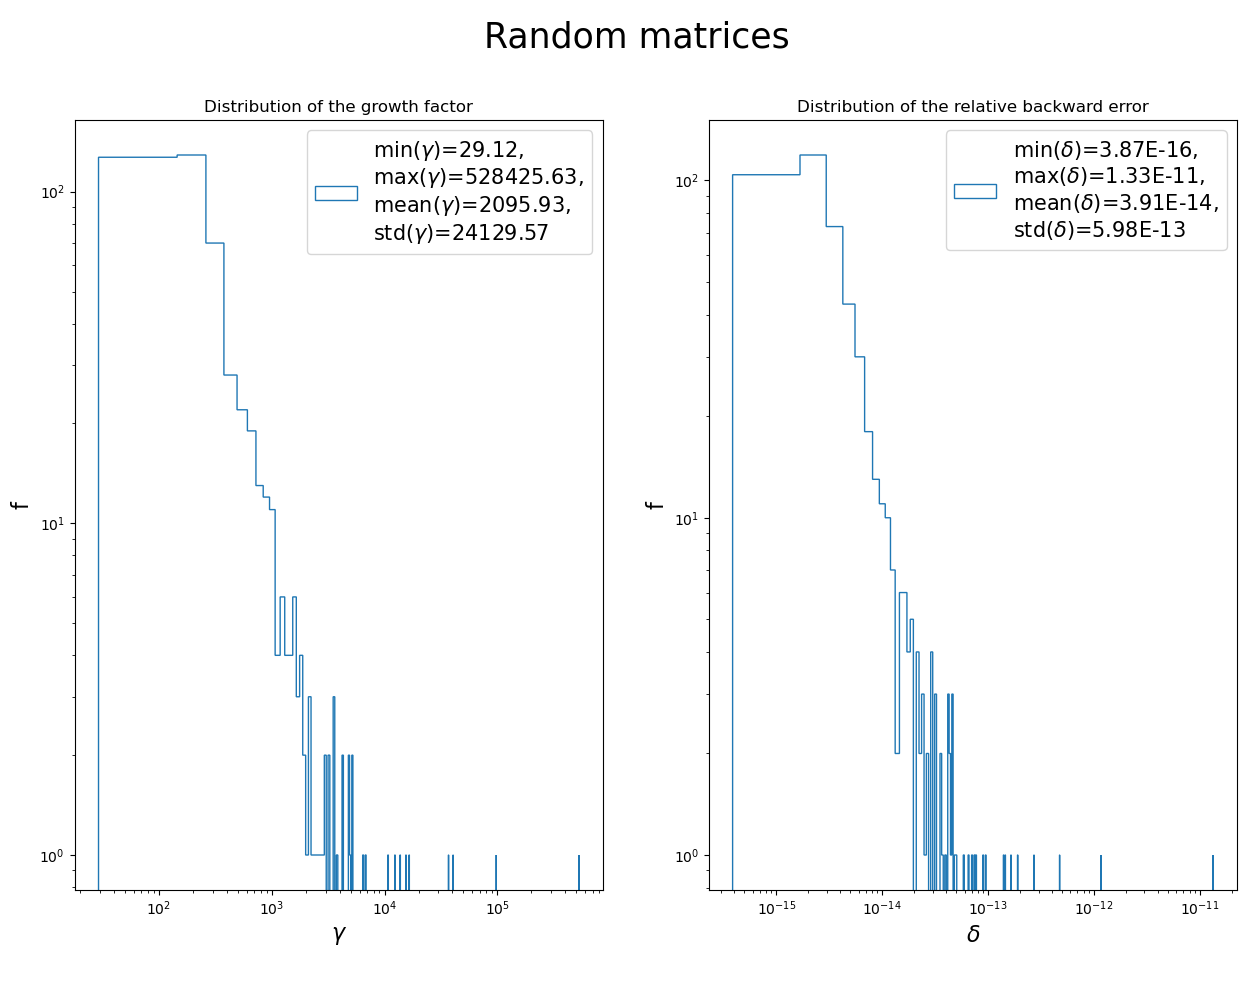 Random matrices
Distribution of the growth factor
min(γ)=29.12,
max(γ)=528425.63,
mean(γ)=2095.93,
std(γ)=24129.57
f
10²
10¹
10⁰
10² 10³ 10⁴ 10⁵
γ
Distribution of the relative backward error
min(δ)=3.87E-16,
max(δ)=1.33E-11,
mean(δ)=3.91E-14,
std(δ)=5.98E-13
f
10²
10¹
10⁰
10⁻¹⁵ 10⁻¹⁴ 10⁻¹³ 10⁻¹² 10⁻¹¹
δ